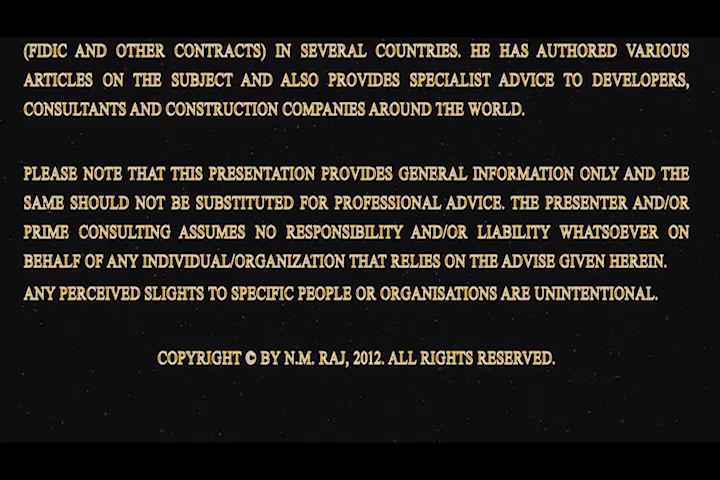 (FIDIC AND OTHER CONTRACTS) IN SEVERAL COUNTRIES. HE HAS AUTHORED VARIOUS
ARTICLES ON THE SUBJECT AND ALSO PROVIDES SPECIALIST ADVICE TO DEVELOPERS,
CONSULTANTS AND CONSTRUCTION COMPANIES AROUND THE WORLD.
PLEASE NOTE THAT THIS PRESENTATION PROVIDES GENERAL INFORMATION ONLY AND THE
SAME SHOULD NOT BE SUBSTITUTED FOR PROFESSIONAL ADVICE. THE PRESENTER AND/OR
PRIME CONSULTING ASSUMES NO RESPONSIBILITY AND/OR LIABILITY WHATSOEVER ON
BEHALF OF ANY INDIVIDUAL/ORGANIZATION THAT RELIES ON THE ADVISE GIVEN HEREIN.
ANY PERCEIVED SLIGHTS TO SPECIFIC PEOPLE OR ORGANISATIONS ARE UNINTENTIONAL.
COPYRIGHT © BY N.M. RAJ, 2012. ALL RIGHTS RESERVED.